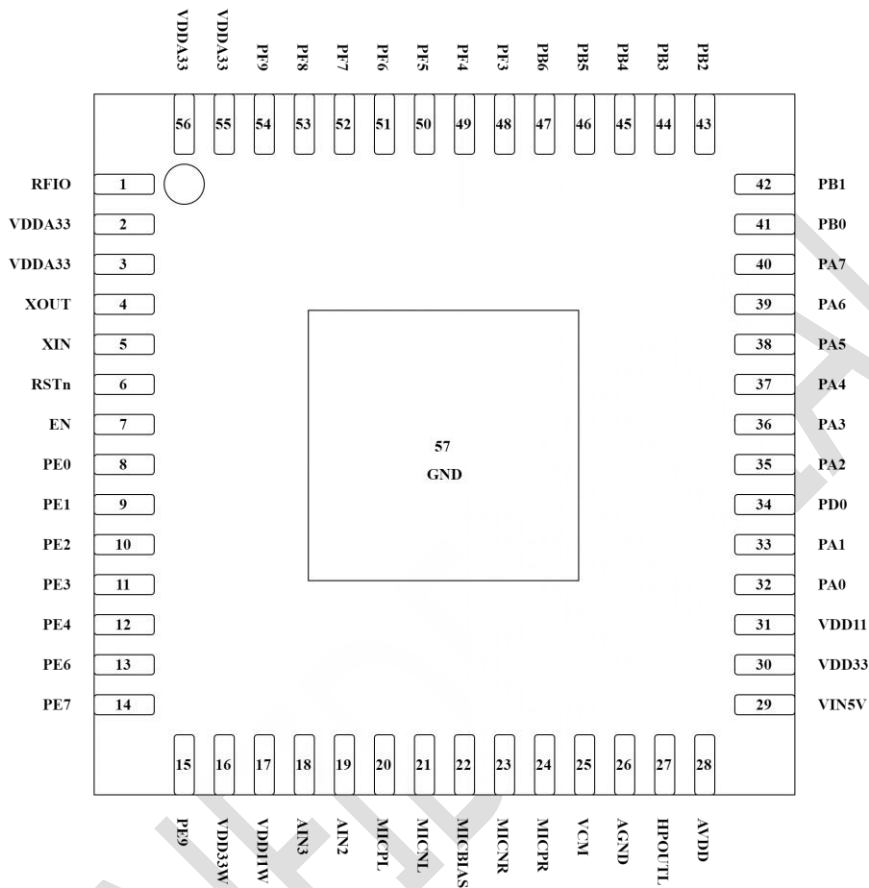 VDDA33 VDDA33 PF9 PF8 PF7 PF6 PF5 PF4 PF3 PB6 PB5 PB4 PB3 PB2
56 55 54 53 52 51 50 49 48 47 46 45 44 43
RFIO 1 42 PB1
VDDA33 2 41 PB0
VDDA33 3 40 PA7
XOUT 4 39 PA6
XIN 5 38 PA5
RSTn 6 37 PA4
EN 7 36 PA3
57
GND
PE0 8 35 PA2
PE1 9 34 PD0
PE2 10 33 PA1
PE3 11 32 PA0
PE4 12 31 VDD11
PE6 13 30 VDD33
PE7 14 29 VIN5V
15 16 17 18 19 20 21 22 23 24 25 26 27 28
PE9 VDD33W VDD11W AIN3 AIN2 MICPL MICNL MICBIAS MICNR MICPR VCM AGND HPOUTL AVDD